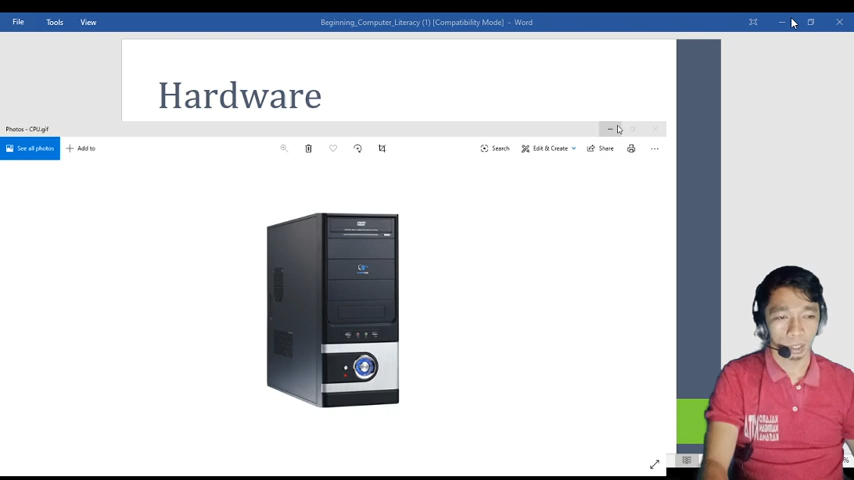 File Tools View Beginning_Computer_Literacy (1) [Compatibility Mode] - Word
Hardware
Photos - CPU.gif
See all photos Add to Search Edit & Create Share